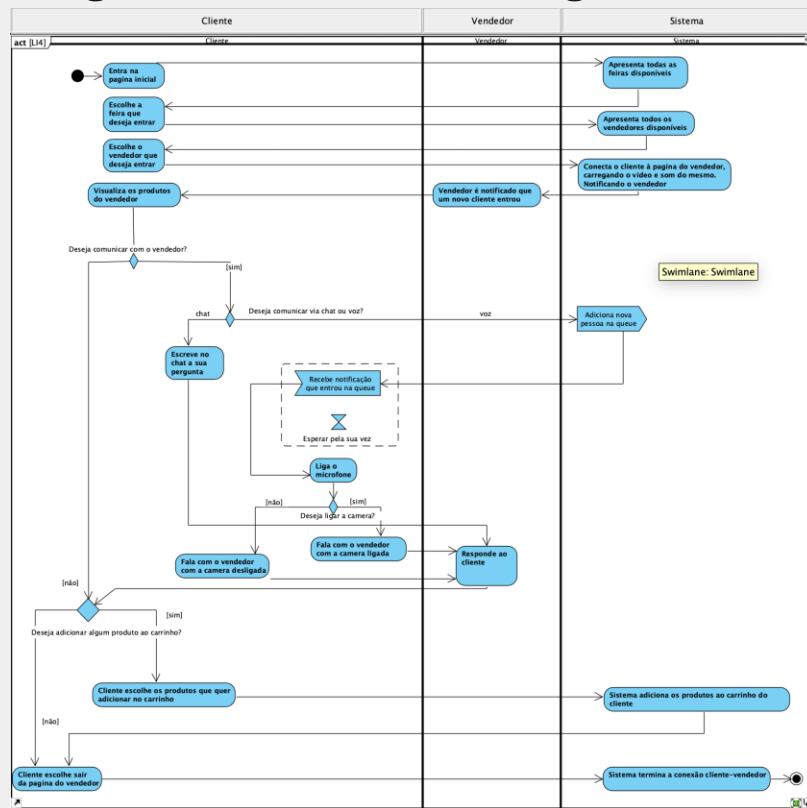 Cliente
Vendedor
Sistema
act [LI4]
Cliente
Vendedor
Sistema
Entra na
pagina inicial
Apresenta todas as
feiras disponíveis
Escolhe a
feira que
deseja entrar
Apresenta todos os
vendedores disponíveis
Escolhe o
vendedor que
deseja entrar
Conecta o cliente à pagina do vendedor,
carregando o video e som do mesmo.
Notificando o vendedor
Visualiza os produtos
do vendedor
Vendedor é notificado que
um novo cliente entrou
Deseja comunicar com o vendedor?
[sim]
Swimlane: Swimlane
chat
Deseja comunicar via chat ou voz?
voz
Adiciona nova
pessoa na queue
Escreve no
chat a sua
pergunta
Recebe notificação
que entrou na queue
Esperar pela sua vez
Liga o
microfone
[não]
[sim]
Deseja ligar a camera?
Fala com o vendedor
com a camera ligada
Fala com o vendedor
com a camera desligada
Responde ao
cliente
[não]
[sim]
Deseja adicionar algum produto ao carrinho?
Cliente escolhe os produtos que quer
adicionar no carrinho
Sistema adiciona os produtos ao carrinho do
cliente
[não]
Cliente escolhe sair
da pagina do vendedor
Sistema termina a conexão cliente-vendedor